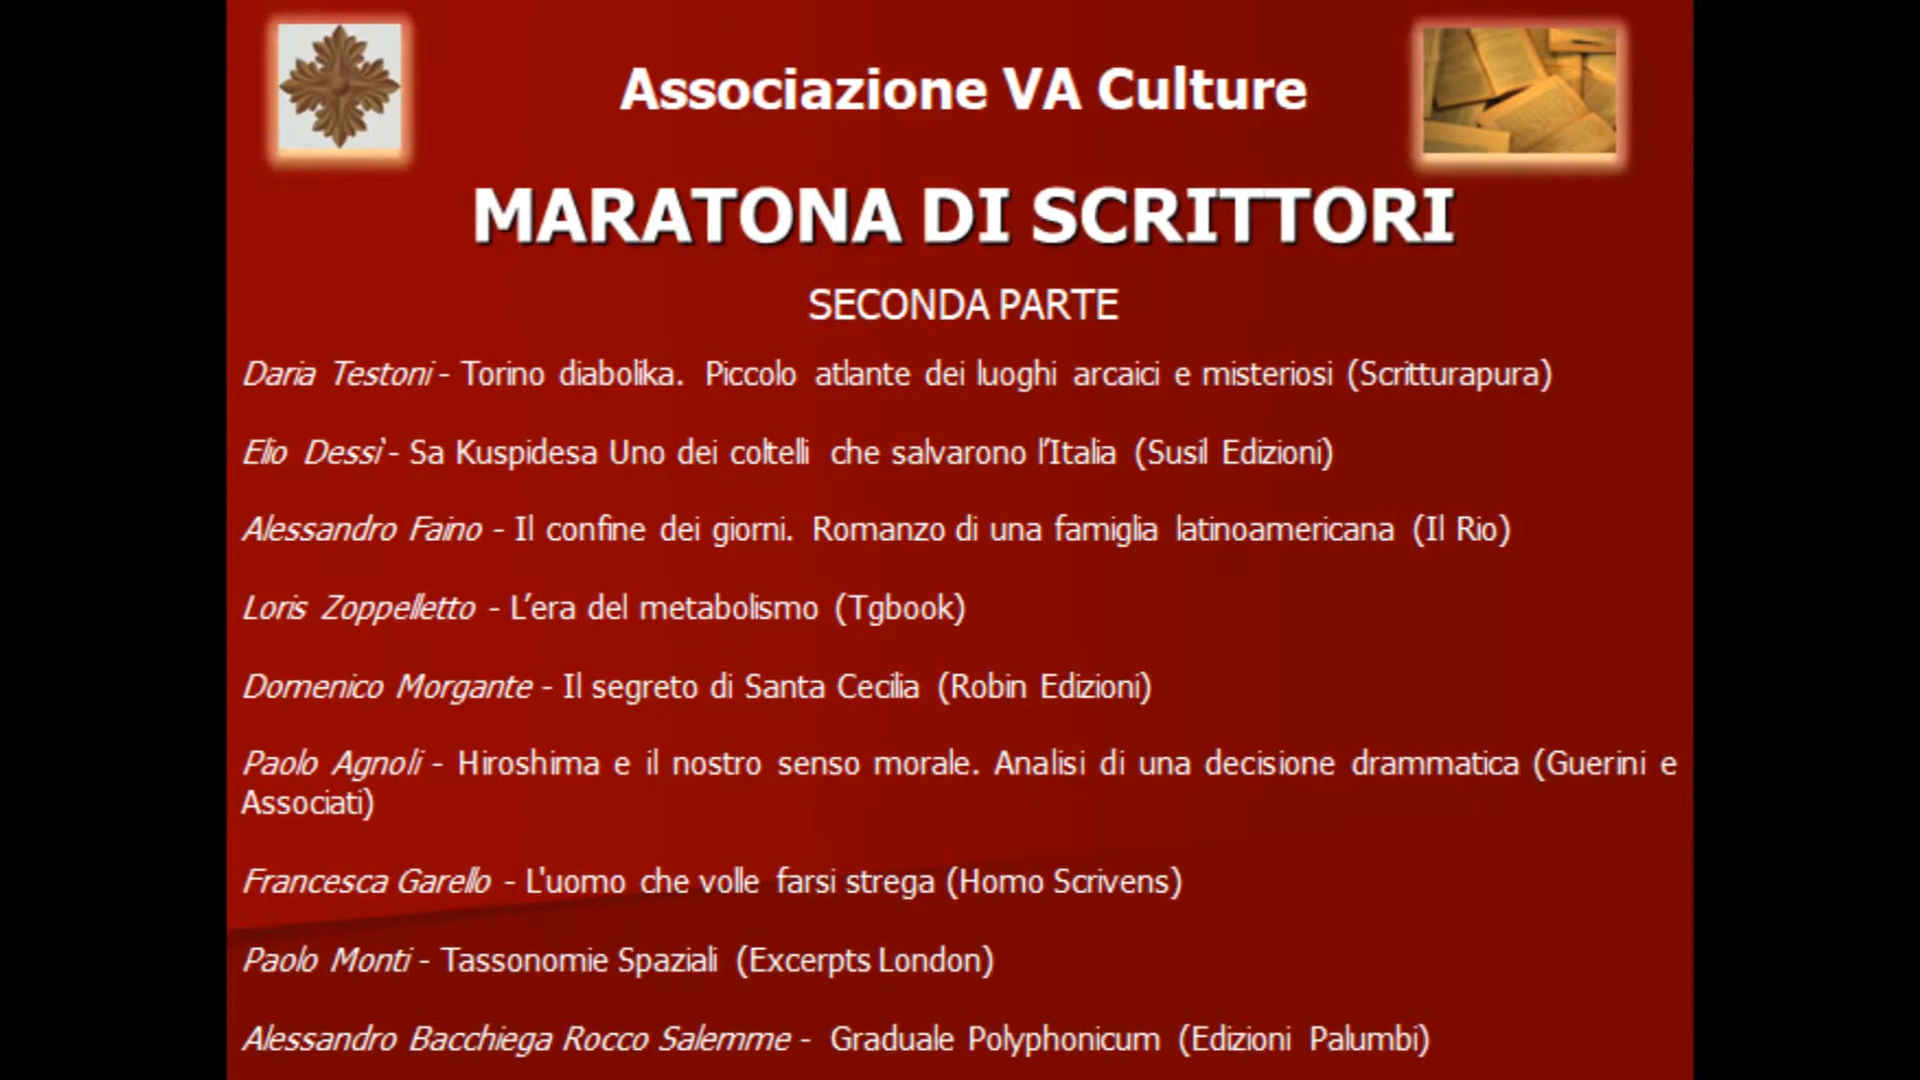 Associazione VA Culture
MARATONA DI SCRITTORI
SECONDA PARTE
Daria Testoni - Torino diabolika. Piccolo atlante dei luoghi arcaici e misteriosi (Scritturapura)
Elio Dessì - Sa Kuspidesa Uno dei coltelli che salvarono l’Italia (Susil Edizioni)
Alessandro Faino - Il confine dei giorni. Romanzo di una famiglia latinoamericana (Il Rio)
Loris Zoppelletto - L’era del metabolismo (Tgbook)
Domenico Morgante - Il segreto di Santa Cecilia (Robin Edizioni)
Paolo Agnoli - Hiroshima e il nostro senso morale. Analisi di una decisione drammatica (Guerini e
Associati)
Francesca Garello - L'uomo che volle farsi strega (Homo Scrivens)
Paolo Monti - Tassonomie Spaziali (Excerpts London)
Alessandro Bacchiega Rocco Salemme - Graduale Polyphonicum (Edizioni Palumbi)